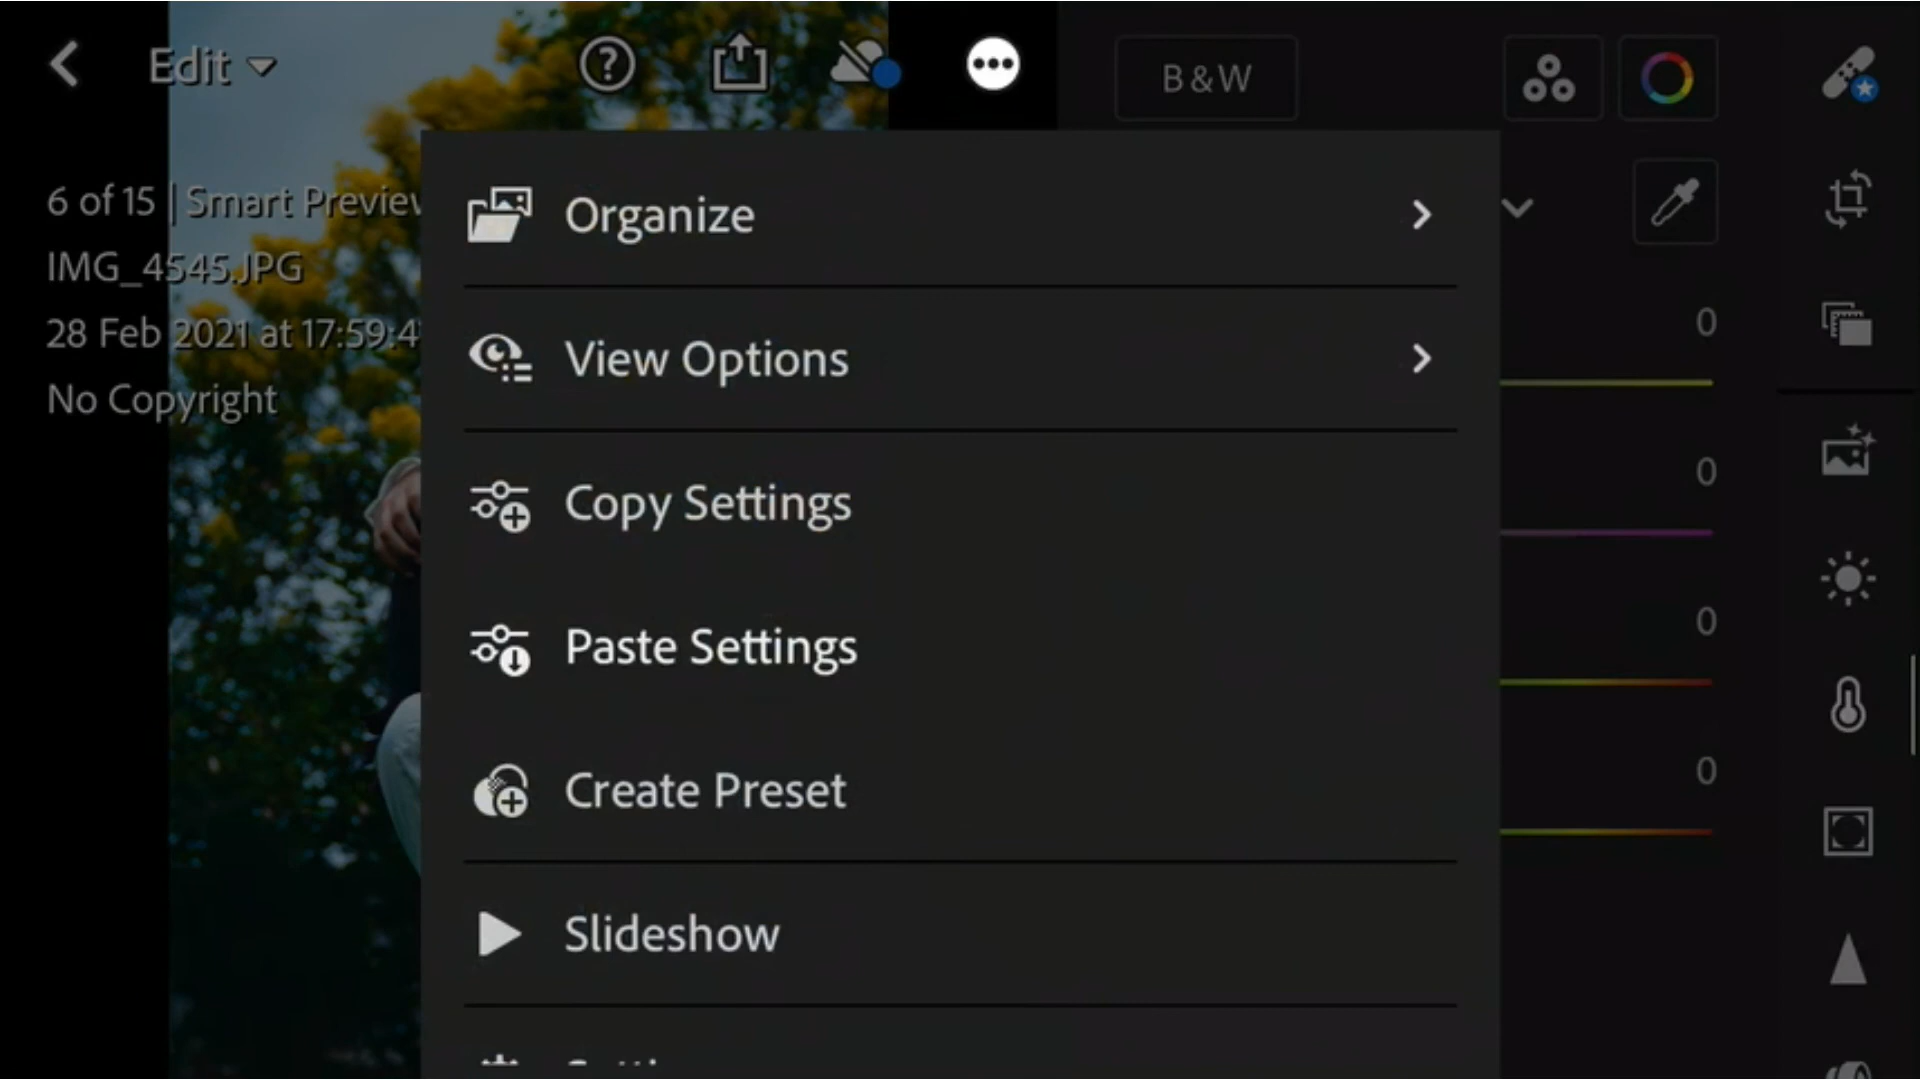 Edit
B&W
6 of 15 | Smart Preview
IMG_4545.JPG
28 Feb 2021 at 17:59:4
No Copyright
Organize
View Options
Copy Settings
Paste Settings
Create Preset
Slideshow
0
0
0
0